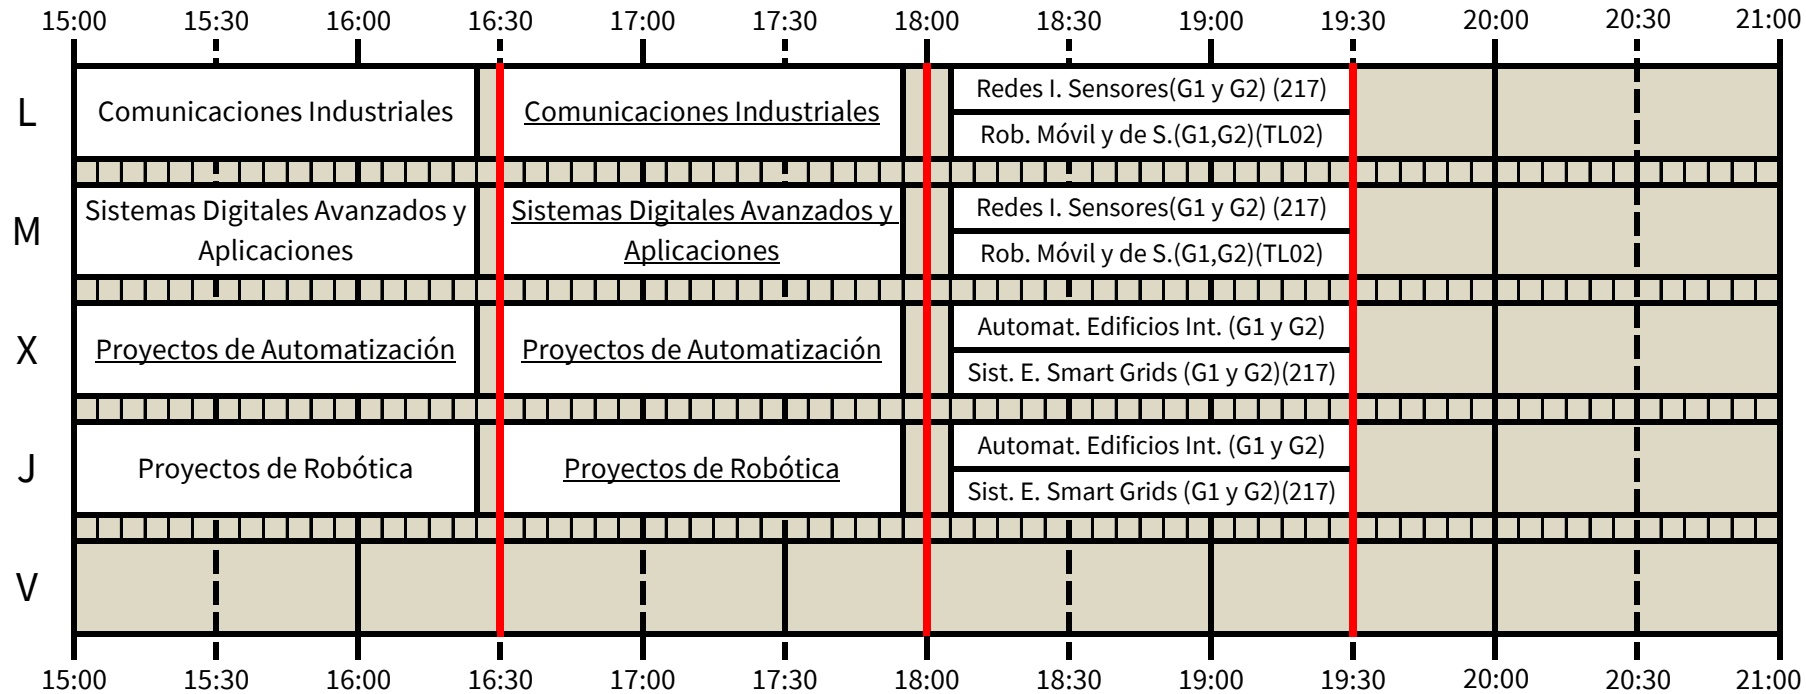 15:00 15:30 16:00 16:30 17:00 17:30 18:00 18:30 19:00 19:30 20:00 20:30 21:00
L
Comunicaciones Industriales
Comunicaciones Industriales
Redes I. Sensores(G1 y G2) (217)
Rob. Móvil y de S.(G1,G2)(TL02)
M
Sistemas Digitales Avanzados y
Aplicaciones
Sistemas Digitales Avanzados y
Aplicaciones
Redes I. Sensores(G1 y G2) (217)
Rob. Móvil y de S.(G1,G2)(TL02)
X
Proyectos de Automatización
Proyectos de Automatización
Automat. Edificios Int. (G1 y G2)
Sist. E. Smart Grids (G1 y G2)(217)
J
Proyectos de Robótica
Proyectos de Robótica
Automat. Edificios Int. (G1 y G2)
Sist. E. Smart Grids (G1 y G2)(217)
V
15:00 15:30 16:00 16:30 17:00 17:30 18:00 18:30 19:00 19:30 20:00 20:30 21:00